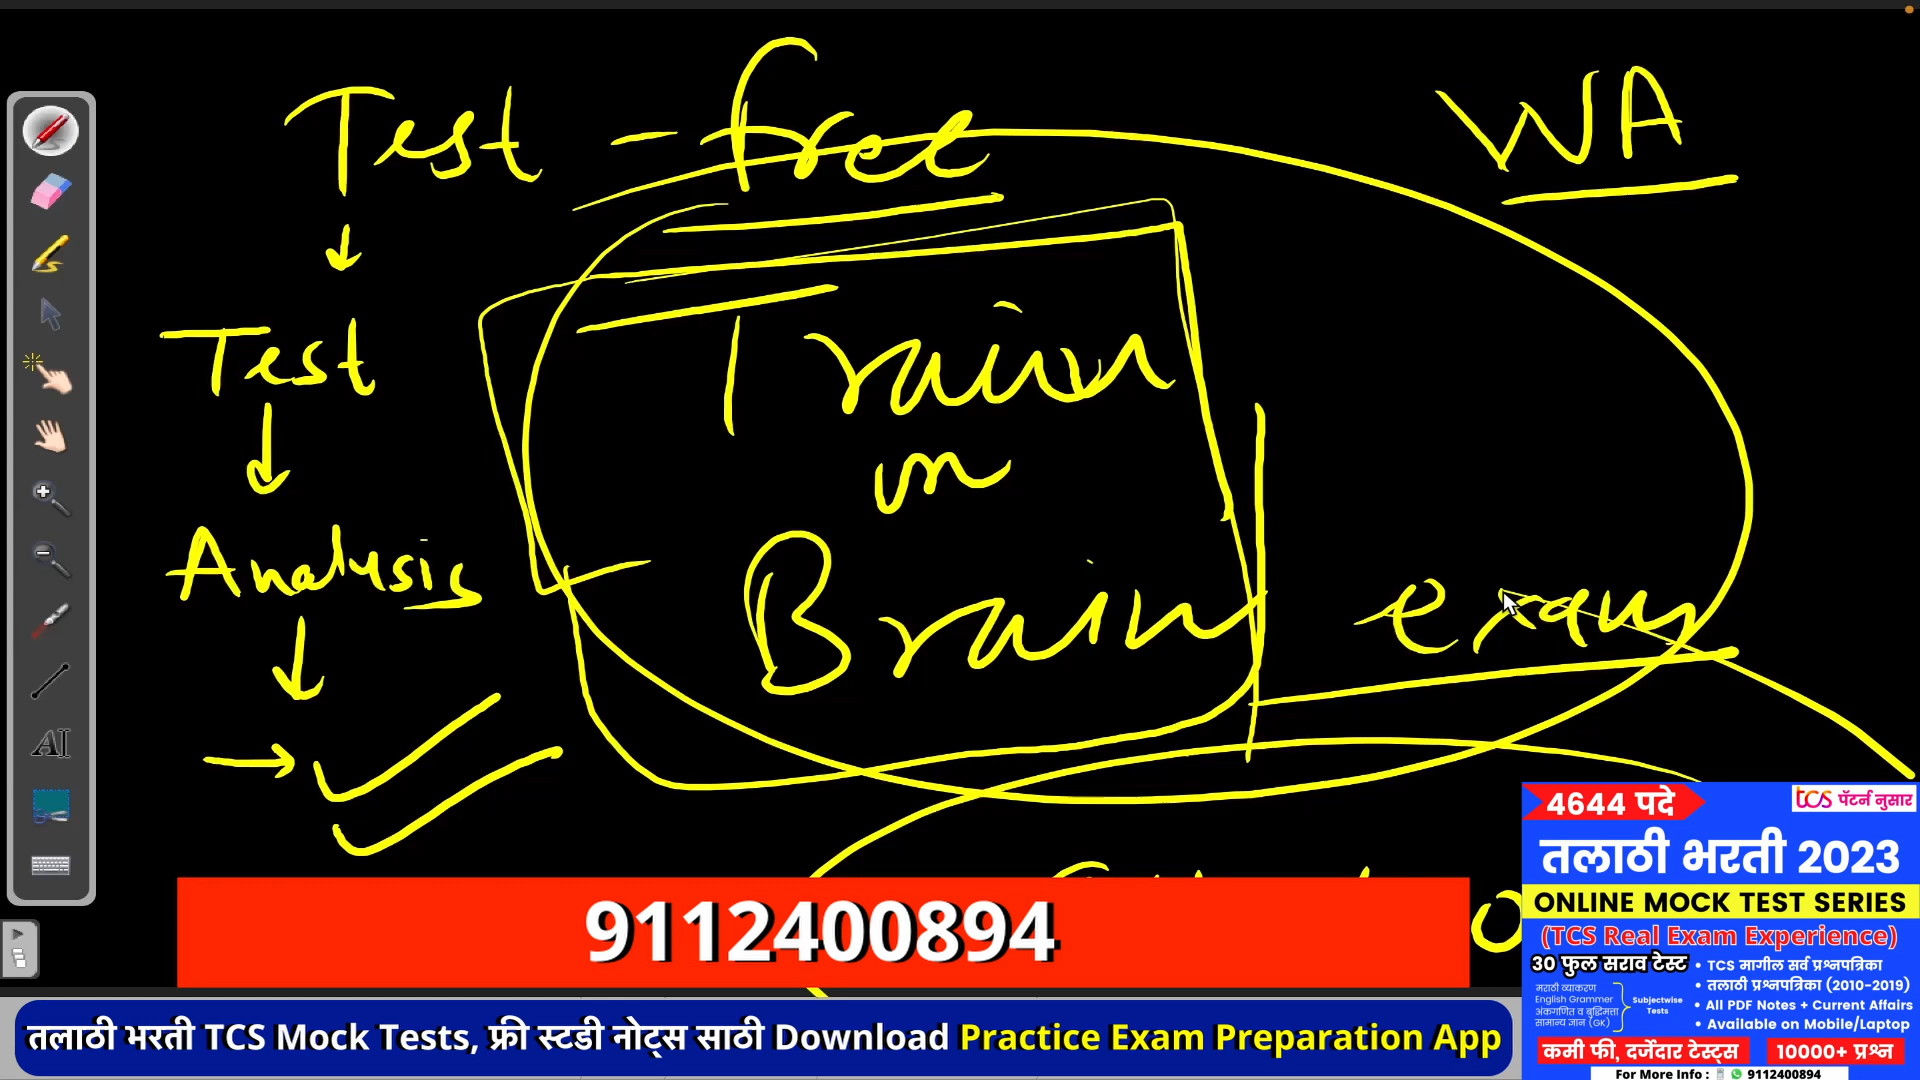 Test - free
WA
Test
Train
on
Brain
Analysis
exam
9112400894
4644 पदे
tcs पॅटर्न नुसार
तलाठी भरती 2023
ONLINE MOCK TEST SERIES
(TCS Real Exam Experience)
30 फुल सराव टेस्ट
मराठी व्याकरण
English Grammer
अंकगणित व बुद्धिमत्ता
सामान्य ज्ञान (GK)
Subjectwise
Tests
• TCS मागील सर्व प्रश्नपत्रिका
• तलाठी प्रश्नपत्रिका (2010-2019)
• All PDF Notes + Current Affairs
• Available on Mobile/Laptop
कमी फी, दर्जेदार टेस्ट्स
10000+ प्रश्न
For More Info : 9112400894
तलाठी भरती TCS Mock Tests, फ्री स्टडी नोट्स साठी Download Practice Exam Preparation App